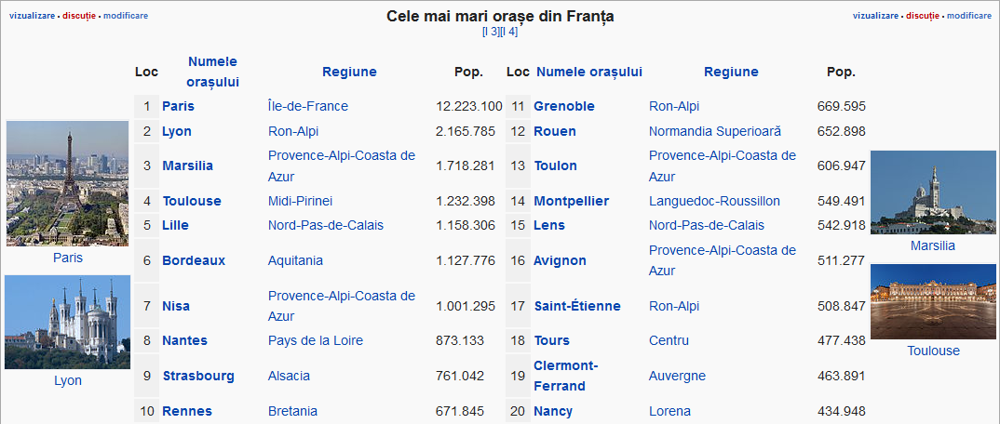 vizualizare • discuție • modificare
Cele mai mari orașe din Franța
vizualizare • discuție • modificare
[I 3][I 4]
Loc Numele orașului Regiune Pop. Loc Numele orașului Regiune Pop.
1 Paris Île-de-France 12.223.100 11 Grenoble Ron-Alpi 669.595
2 Lyon Ron-Alpi 2.165.785 12 Rouen Normandia Superioară 652.898
3 Marsilia Provence-Alpi-Coasta de Azur 1.718.281 13 Toulon Provence-Alpi-Coasta de Azur 606.947
4 Toulouse Midi-Pirinei 1.232.398 14 Montpellier Languedoc-Roussillon 549.491
5 Lille Nord-Pas-de-Calais 1.158.306 15 Lens Nord-Pas-de-Calais 542.918
6 Bordeaux Aquitania 1.127.776 16 Avignon Provence-Alpi-Coasta de Azur 511.277
7 Nisa Provence-Alpi-Coasta de Azur 1.001.295 17 Saint-Étienne Ron-Alpi 508.847
8 Nantes Pays de la Loire 873.133 18 Tours Centru 477.438
9 Strasbourg Alsacia 761.042 19 Clermont-Ferrand Auvergne 463.891
10 Rennes Bretania 671.845 20 Nancy Lorena 434.948
Paris
Lyon
Marsilia
Toulouse